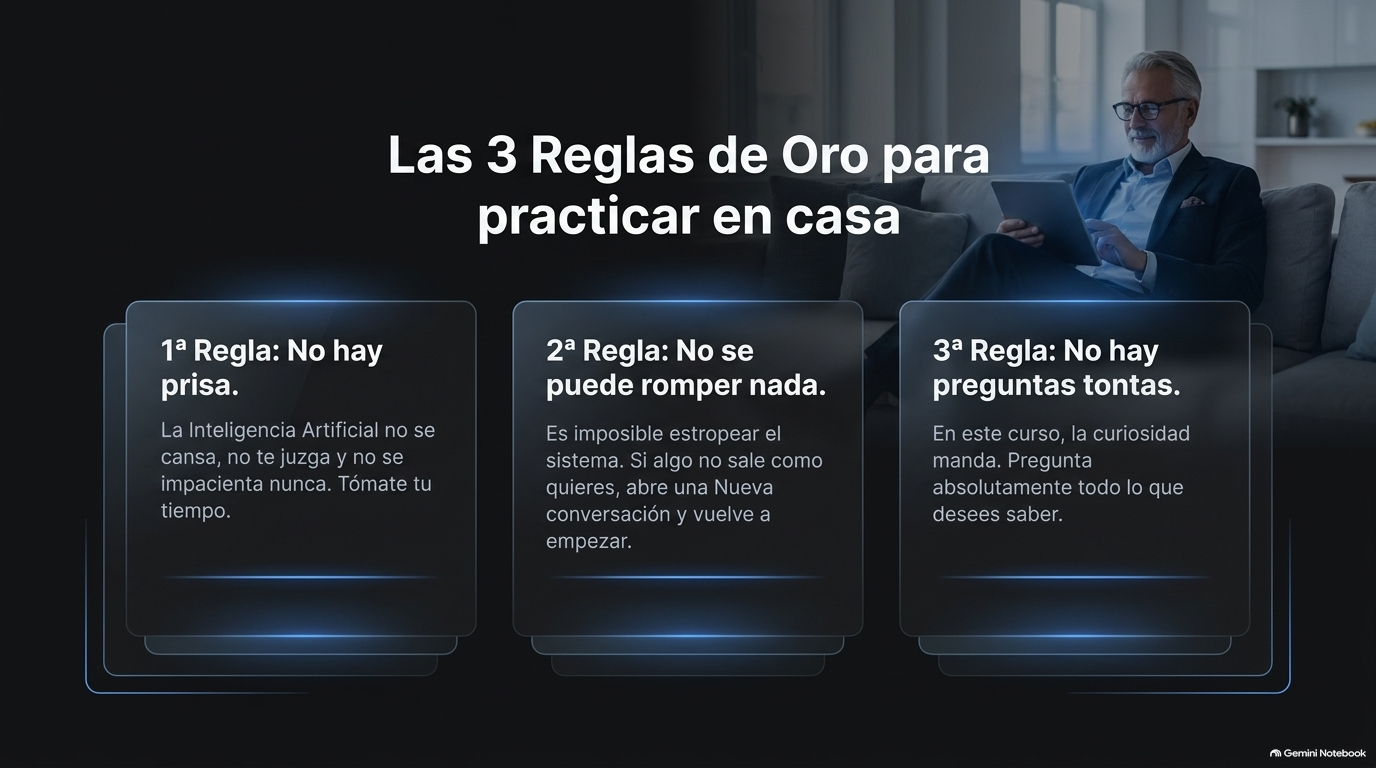 Las 3 Reglas de Oro para
practicar en casa
1ª Regla: No hay
prisa.
La Inteligencia Artificial no se
cansa, no te juzga y no se
impacienta nunca. Tómate tu
tiempo.
2ª Regla: No se
puede romper nada.
Es imposible estropear el
sistema. Si algo no sale como
quieres, abre una Nueva
conversación y vuelve a
empezar.
3ª Regla: No hay
preguntas tontas.
En este curso, la curiosidad
manda. Pregunta
absolutamente todo lo que
desees saber.
Gemini Notebook